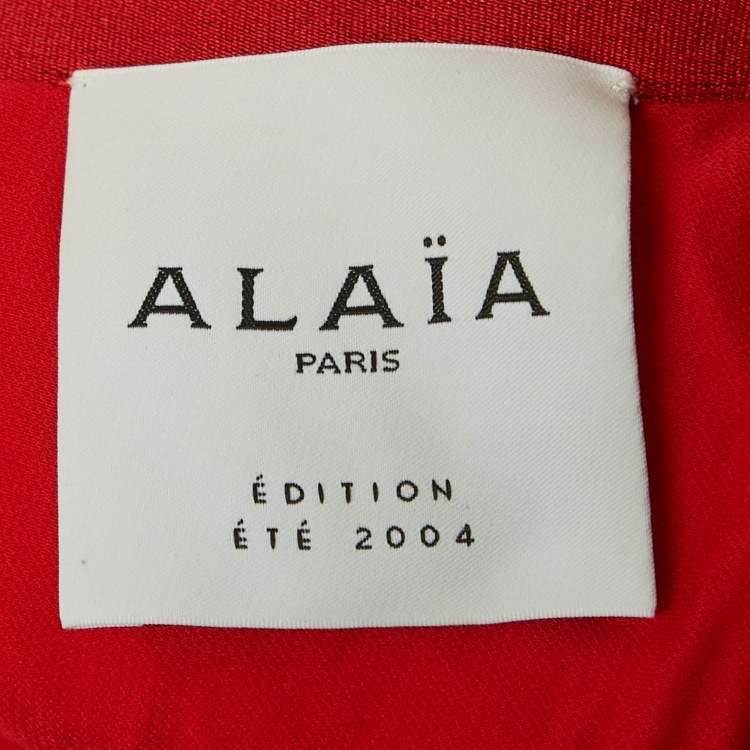 ALAÏA
PARIS
ÉDITION
ÉTÉ 2004